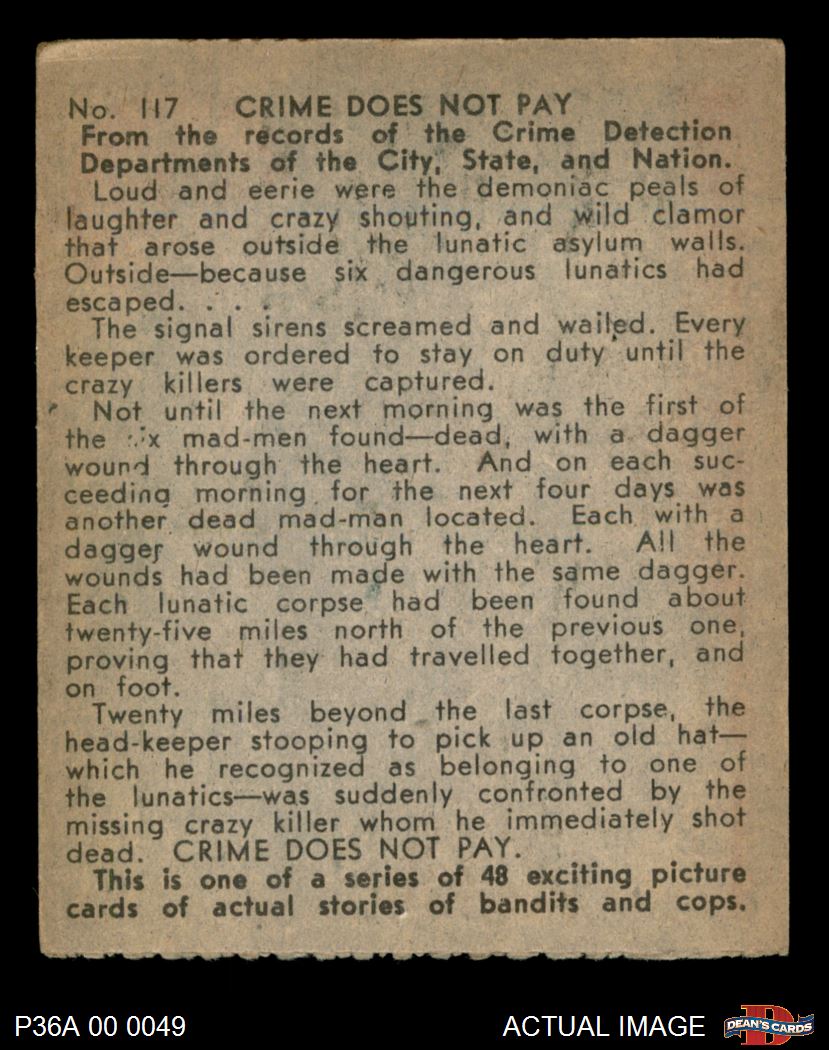 No. 117 CRIME DOES NOT PAY
From the records of the Crime Detection
Departments of the City, State, and Nation.
Loud and eerie were the demoniac peals of
laughter and crazy shouting, and wild clamor
that arose outside the lunatic asylum walls.
Outside—because six dangerous lunatics had
escaped. . . .
The signal sirens screamed and wailed. Every
keeper was ordered to stay on duty until the
crazy killers were captured.
Not until the next morning was the first of
the six mad-men found—dead, with a dagger
wound through the heart. And on each suc-
ceeding morning for the next four days was
another dead mad-man located. Each with a
dagger wound through the heart. All the
wounds had been made with the same dagger.
Each lunatic corpse had been found about
twenty-five miles north of the previous one,
proving that they had travelled together, and
on foot.
Twenty miles beyond the last corpse, the
head-keeper stooping to pick up an old hat—
which he recognized as belonging to one of
the lunatics—was suddenly confronted by the
missing crazy killer whom he immediately shot
dead. CRIME DOES NOT PAY.
This is one of a series of 48 exciting picture
cards of actual stories of bandits and cops.
P36A 00 0049 ACTUAL IMAGE DEAN'S CARDS